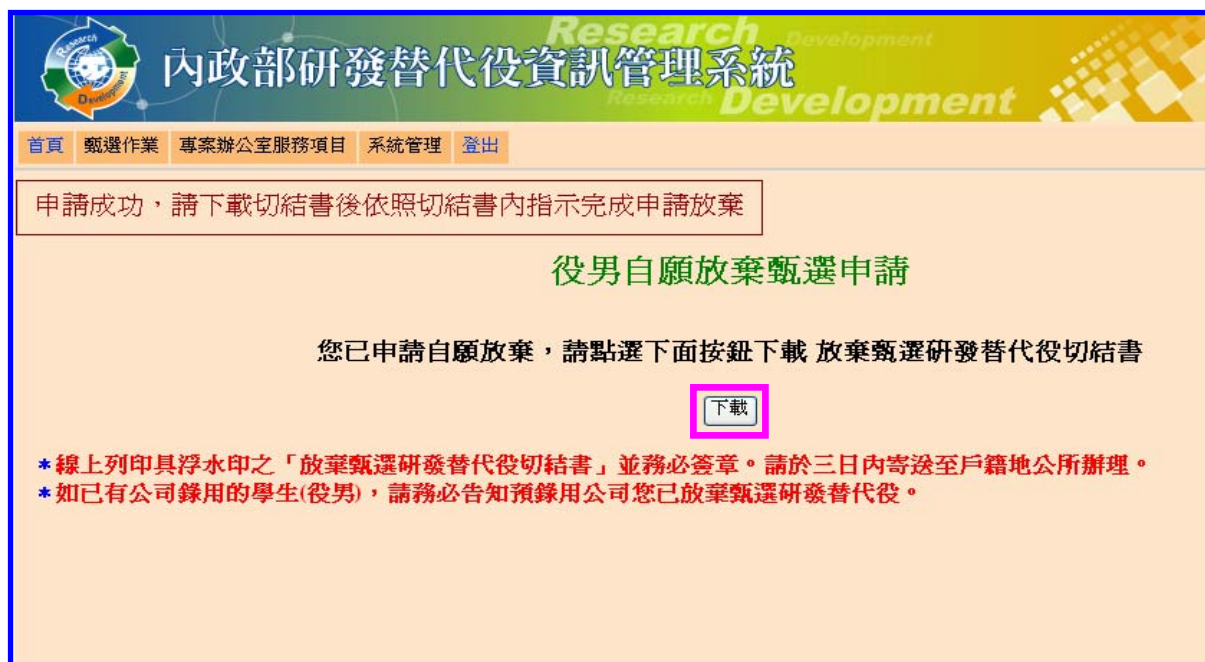 Research Development
內政部研發替代役資訊管理系統
Research Development
Research
Development
首頁 甄選作業 專案辦公室服務項目 系統管理 登出
申請成功，請下載切結書後依照切結書內指示完成申請放棄
役男自願放棄甄選申請
您已申請自願放棄，請點選下面按鈕下載 放棄甄選研發替代役切結書
下載
*線上列印具浮水印之「放棄甄選研發替代役切結書」並務必簽章。請於三日內寄送至戶籍地公所辦理。
*如已有公司錄用的學生(役男)，請務必告知預錄用公司您已放棄甄選研發替代役。